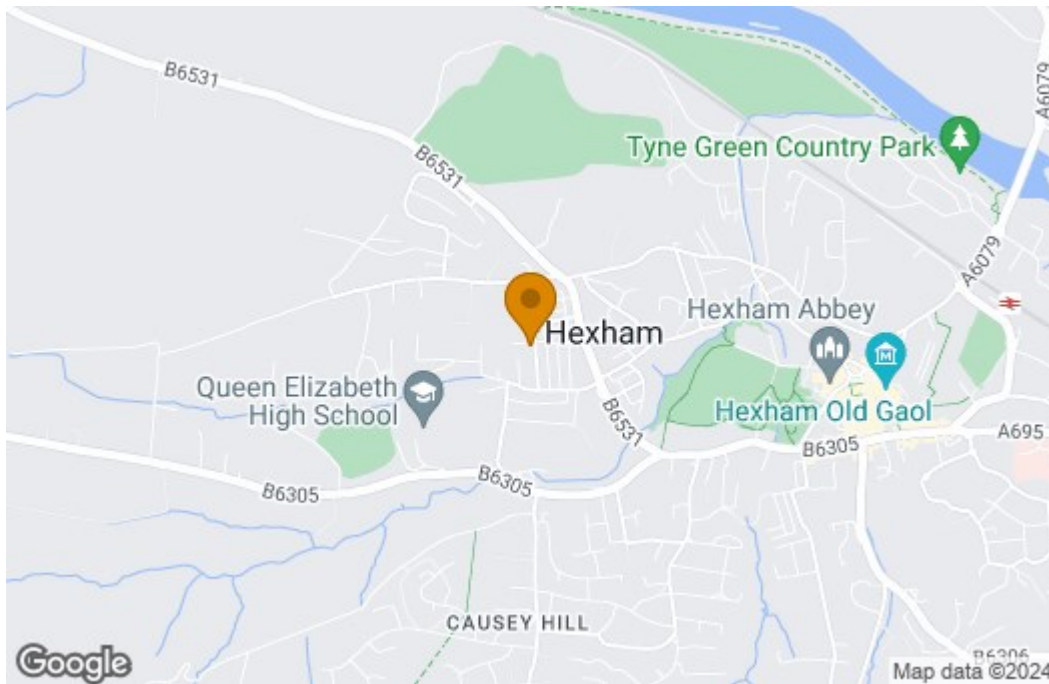 B6531
A6079
B6531
Tyne Green Country Park
A6079
Hexham Abbey
Hexham
Queen Elizabeth
High School
Hexham Old Gaol
B6531
A695
B6305
B6305
B6305
CAUSEY HILL
B6306
Google
Map data ©2024